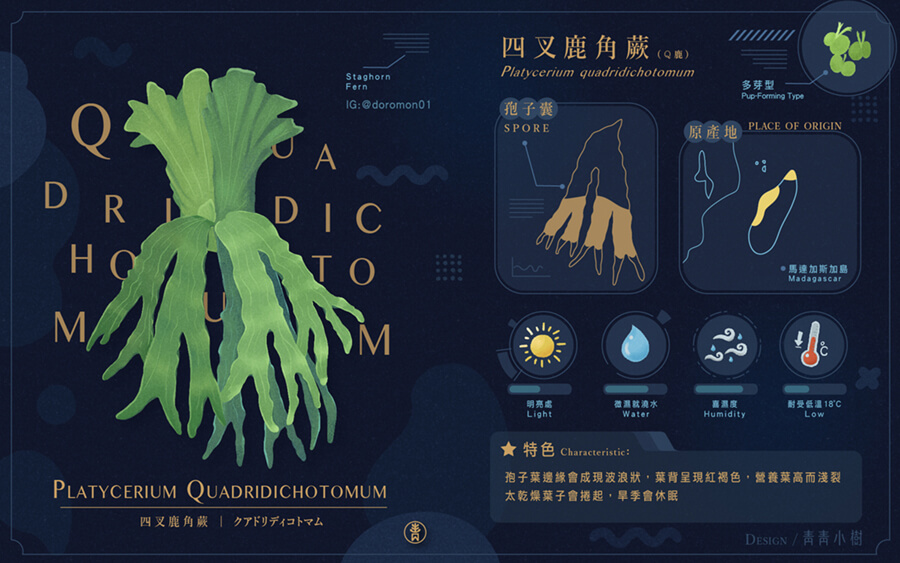 Staghorn
Fern
IG:@doromon01
Q UA
DRI DIC
HO TO
M U M
PLATYCERIUM QUADRIDICHOTOMUM
四叉鹿角蕨 | クアドリディコトマム
四叉鹿角蕨(Q鹿)
Platycerium quadridichotomum
多芽型
Pup-Forming Type
孢子囊
SPORE
原產地 PLACE OF ORIGIN
馬達加斯加島
Madagascar
℃
明亮處
Light
微濕就澆水
Water
喜濕度
Humidity
耐受低溫18℃
Low
特色 Characteristic:
孢子葉邊緣會成現波浪狀，葉背呈現紅褐色，營養葉高而淺裂
太乾燥葉子會捲起，旱季會休眠
DESIGN / 青青小樹